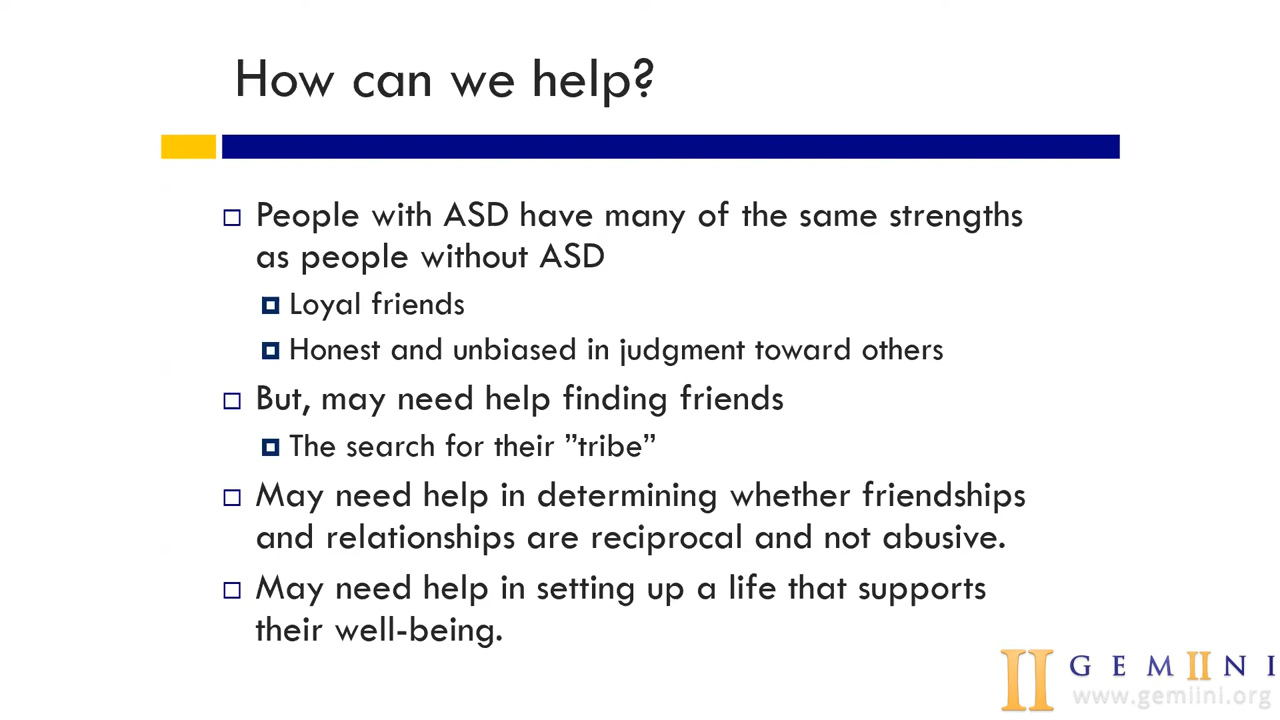 How can we help?
People with ASD have many of the same strengths
as people without ASD
Loyal friends
Honest and unbiased in judgment toward others
But, may need help finding friends
The search for their ”tribe”
May need help in determining whether friendships
and relationships are reciprocal and not abusive.
May need help in setting up a life that supports
their well-being.
GEMIINI
www.gemiini.org